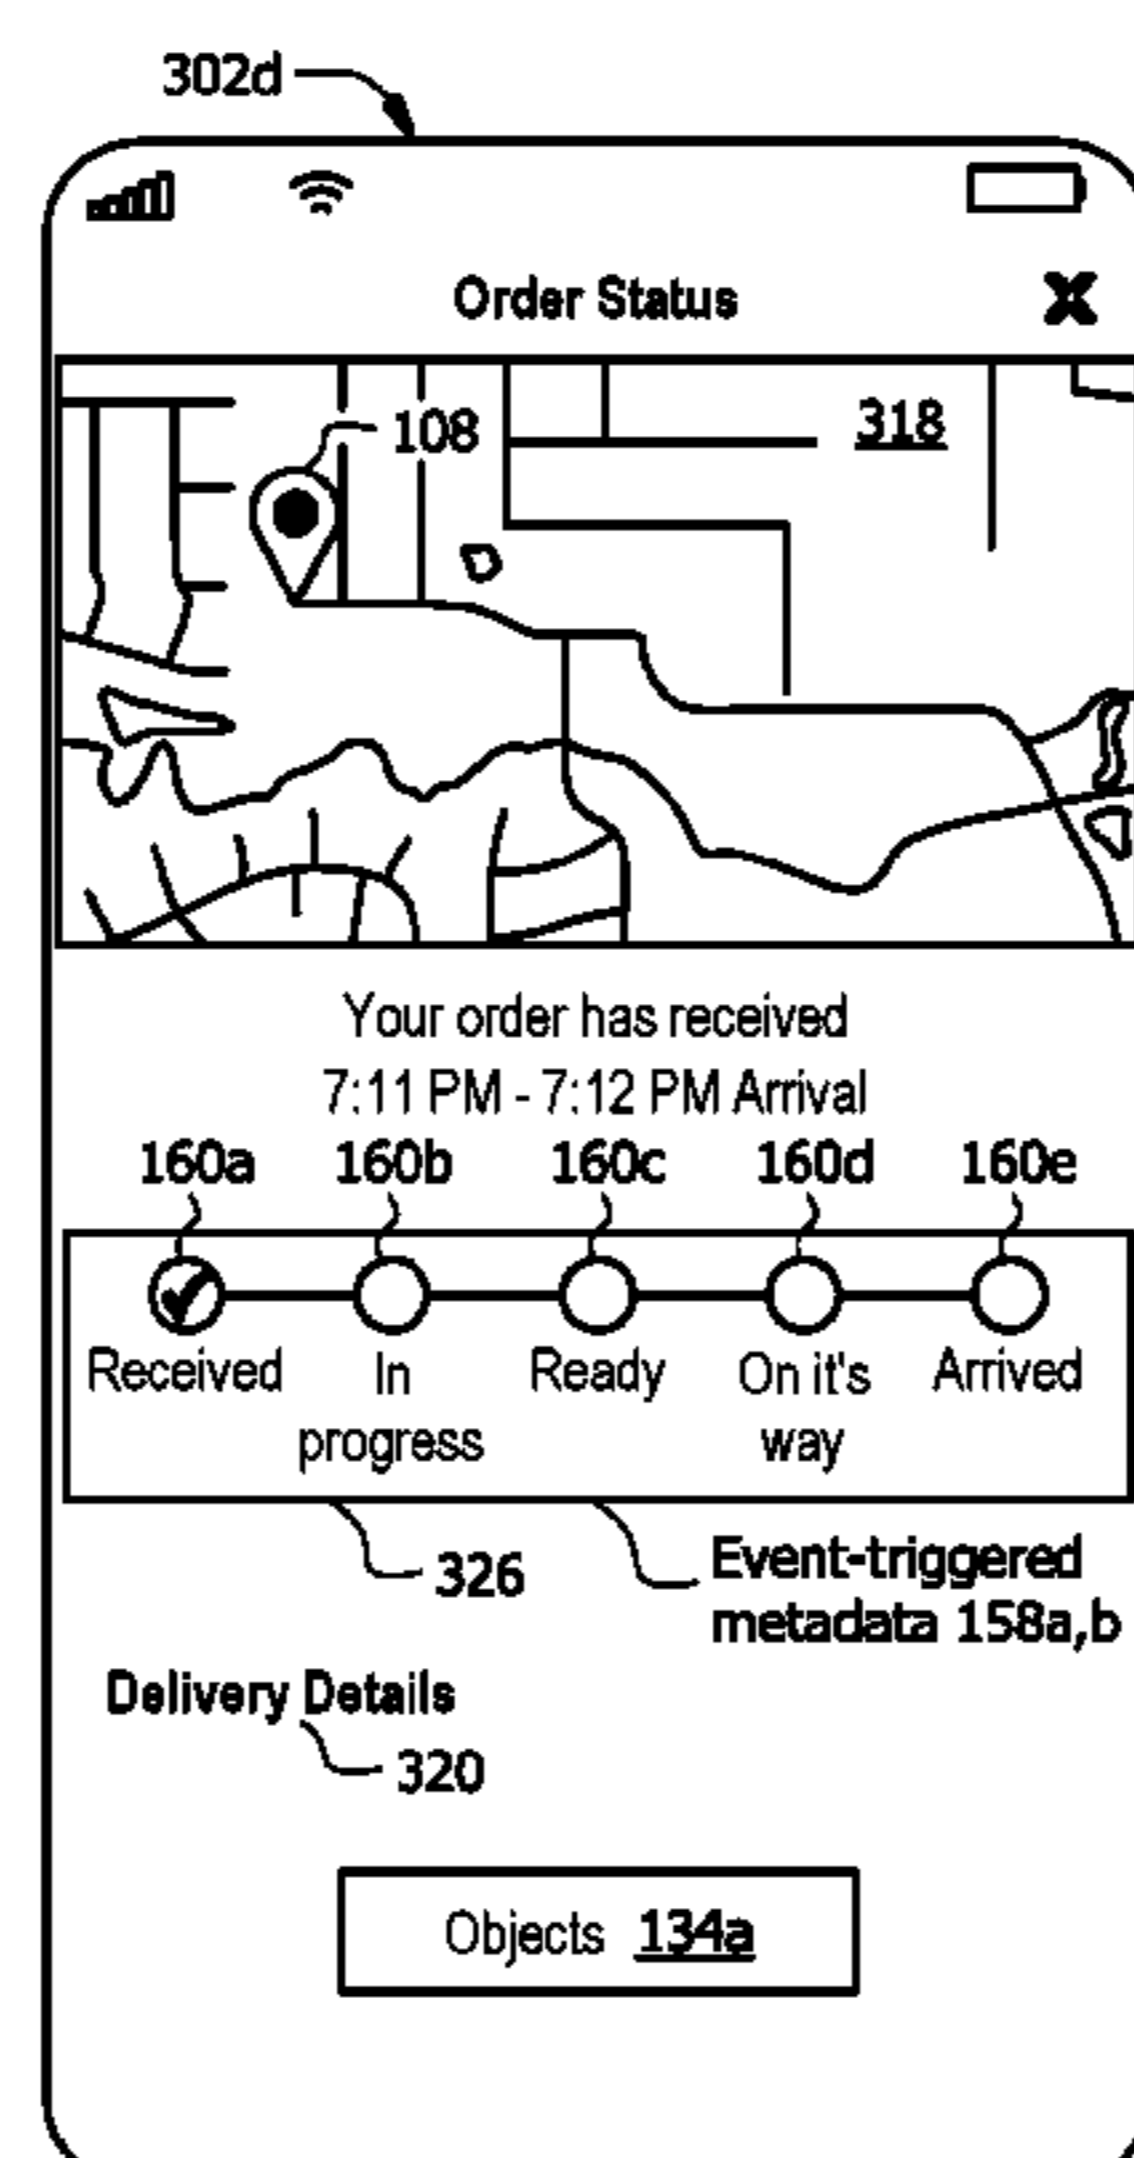 302d
Order Status
108
318
Your order has received
7:11 PM - 7:12 PM Arrival
160a 160b 160c 160d 160e
Received In progress Ready On it's way Arrived
326
Event-triggered
metadata 158a,b
Delivery Details
320
Objects 134a